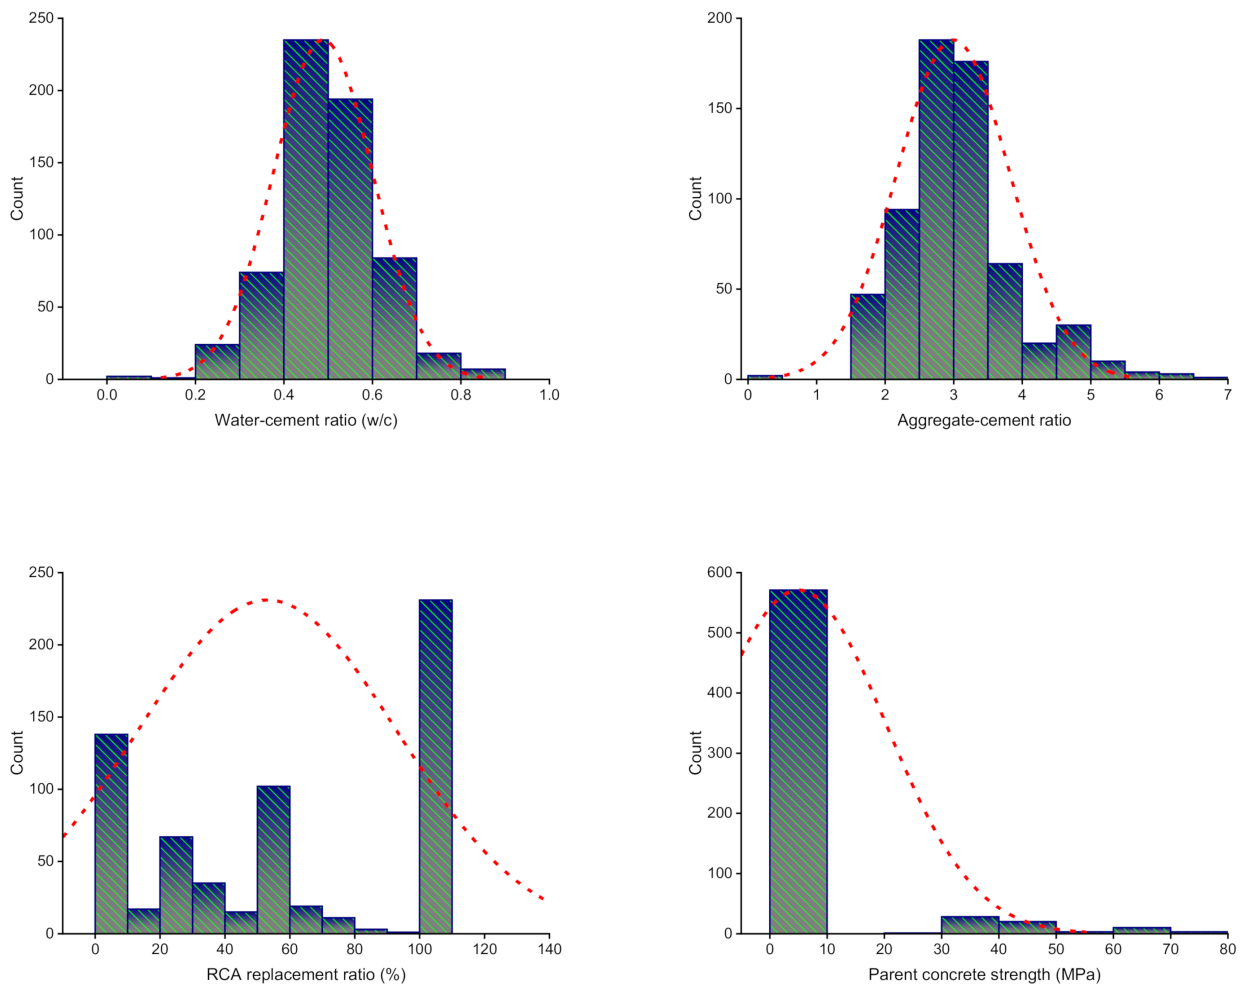 250
200
150
100
50
0
Count
0.0 0.2 0.4 0.6 0.8 1.0
Water-cement ratio (w/c)
200
150
100
50
0
Count
0 1 2 3 4 5 6 7
Aggregate-cement ratio
250
200
150
100
50
0
Count
0 20 40 60 80 100 120 140
RCA replacement ratio (%)
600
500
400
300
200
100
0
Count
0 10 20 30 40 50 60 70 80
Parent concrete strength (MPa)